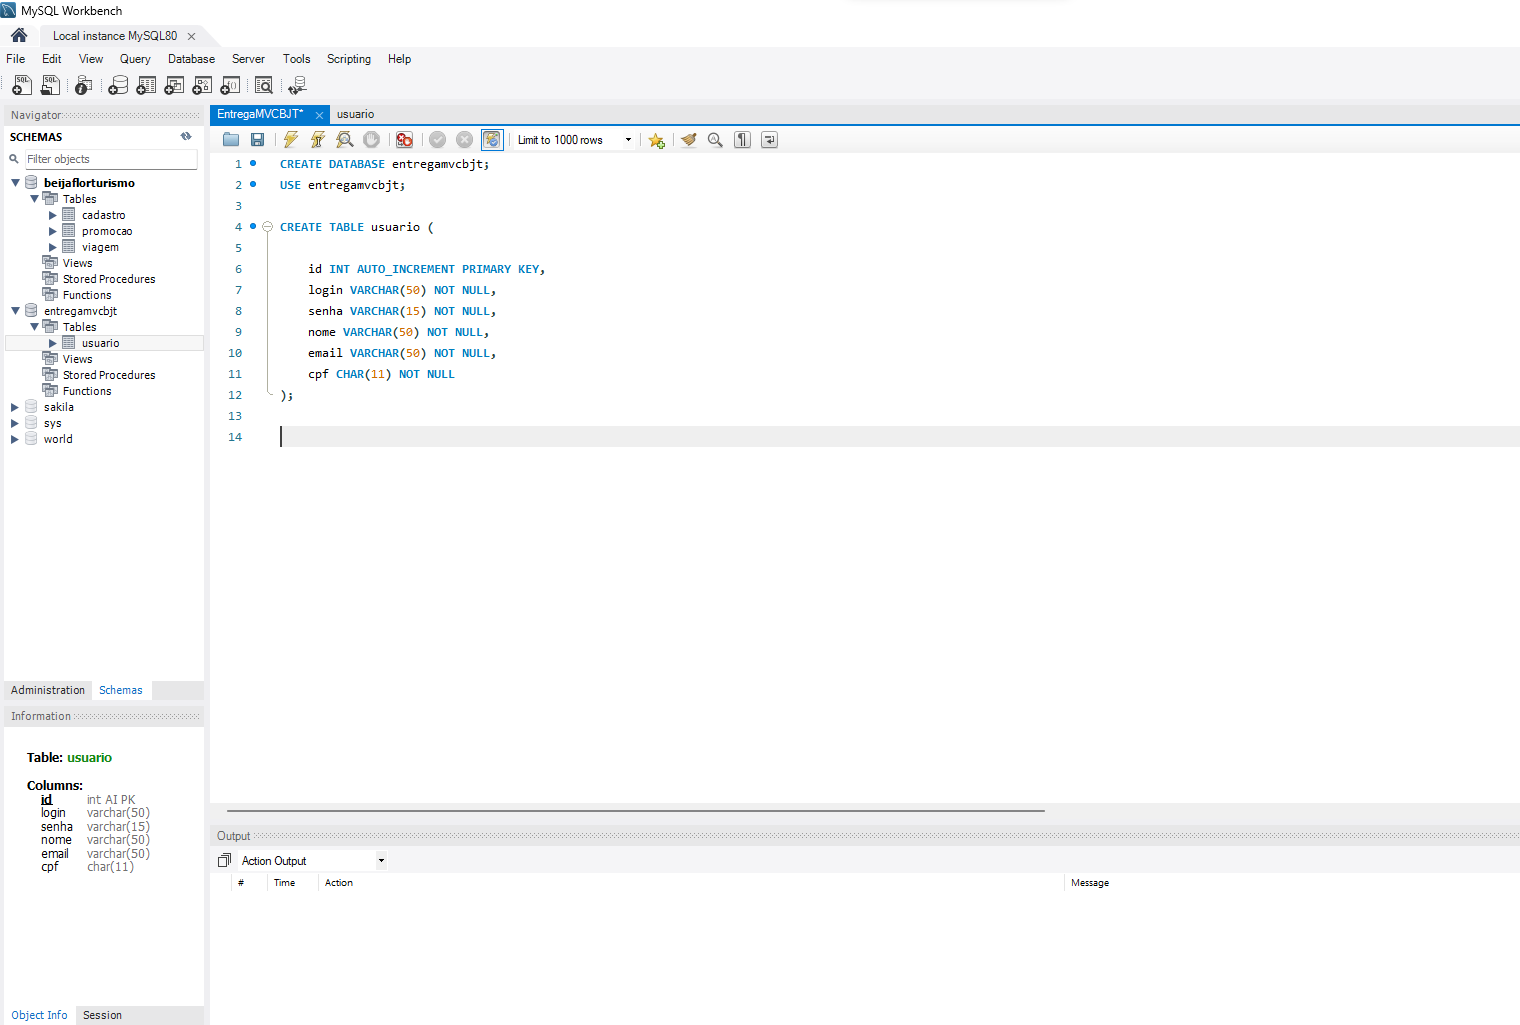 MySQL Workbench
Local instance MySQL80
File Edit View Query Database Server Tools Scripting Help
Navigator
SCHEMAS
Filter objects
beijaflorturismo
Tables
cadastro
promocao
viagem
Views
Stored Procedures
Functions
entregamvcbjt
Tables
usuario
Views
Stored Procedures
Functions
sakila
sys
world
Administration Schemas
Information
Table: usuario
Columns:
id int AI PK
login varchar(50)
senha varchar(15)
nome varchar(50)
email varchar(50)
cpf char(11)
Object Info Session
EntregaMVCBJT* usuario
Limit to 1000 rows
1 CREATE DATABASE entregamvcbjt;
2 USE entregamvcbjt;
3
4 CREATE TABLE usuario (
5
6 id INT AUTO_INCREMENT PRIMARY KEY,
7 login VARCHAR(50) NOT NULL,
8 senha VARCHAR(15) NOT NULL,
9 nome VARCHAR(50) NOT NULL,
10 email VARCHAR(50) NOT NULL,
11 cpf CHAR(11) NOT NULL
12 );
13
14
Output
Action Output
# Time Action Message